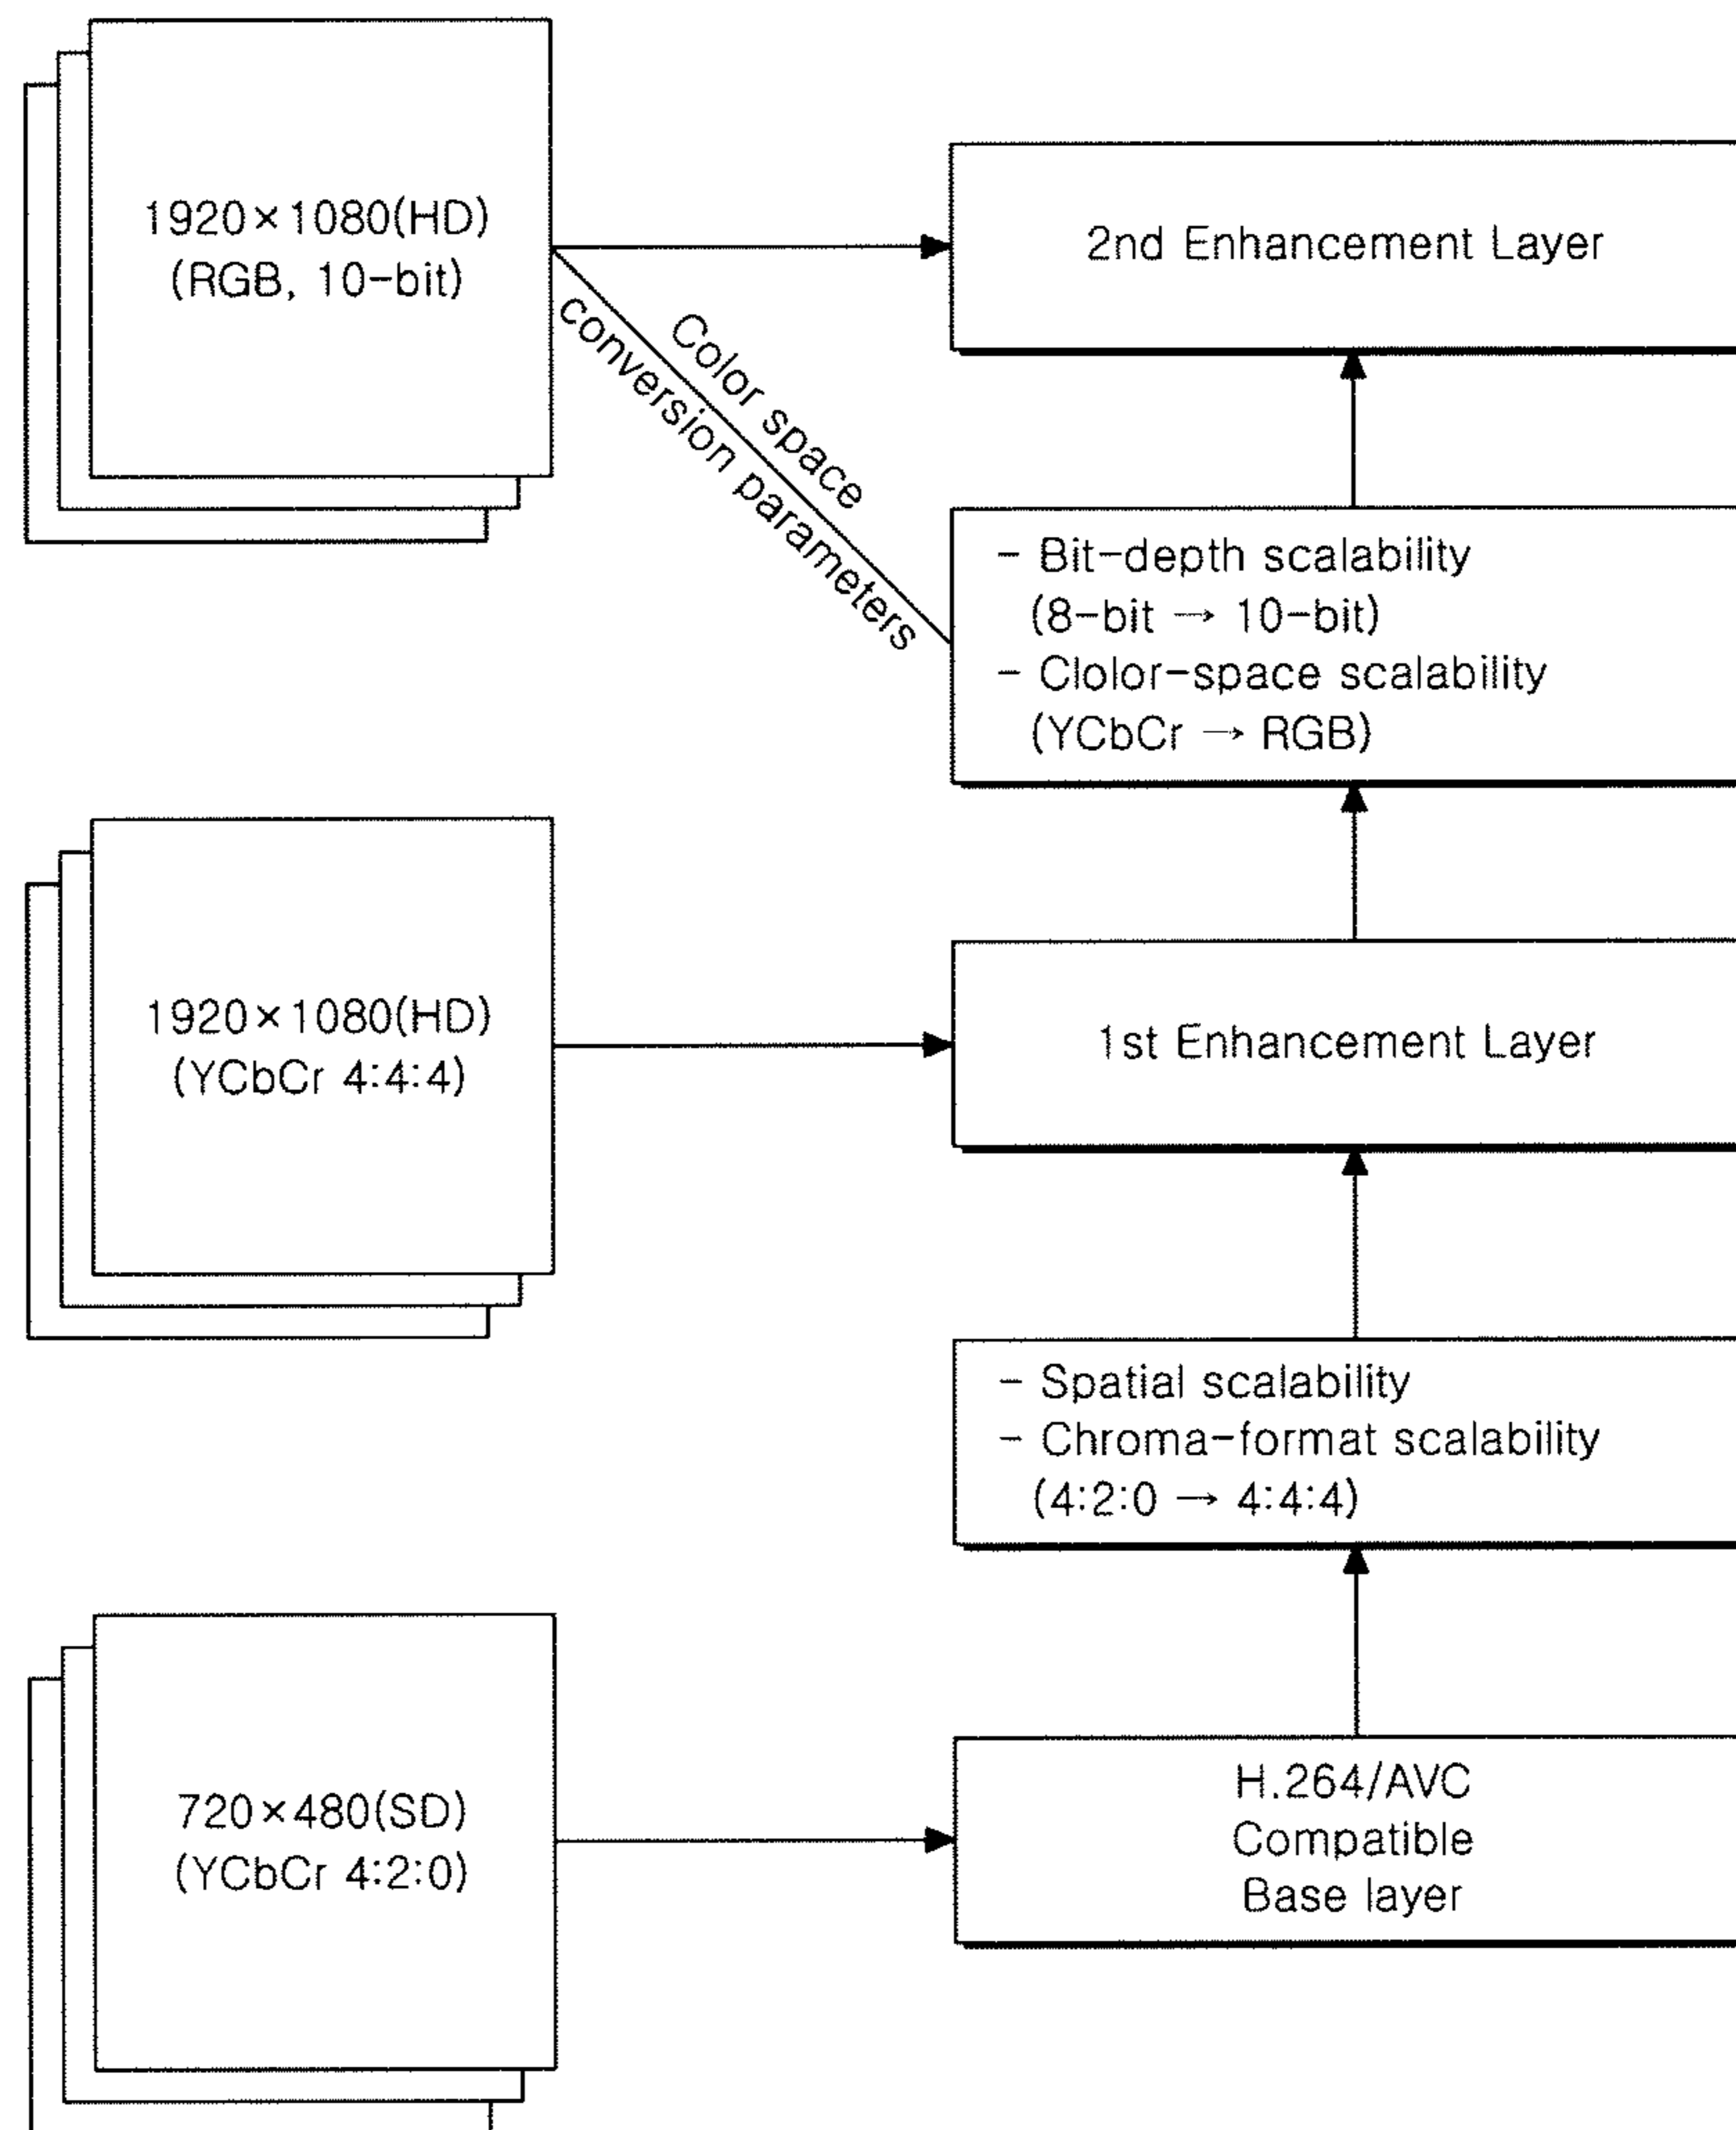 1920×1080(HD)
(RGB, 10-bit)
2nd Enhancement Layer
Color space
conversion parameters
- Bit-depth scalability
(8-bit → 10-bit)
- Clolor-space scalability
(YCbCr → RGB)
1920×1080(HD)
(YCbCr 4:4:4)
1st Enhancement Layer
- Spatial scalability
- Chroma-format scalability
(4:2:0 → 4:4:4)
720×480(SD)
(YCbCr 4:2:0)
H.264/AVC
Compatible
Base layer